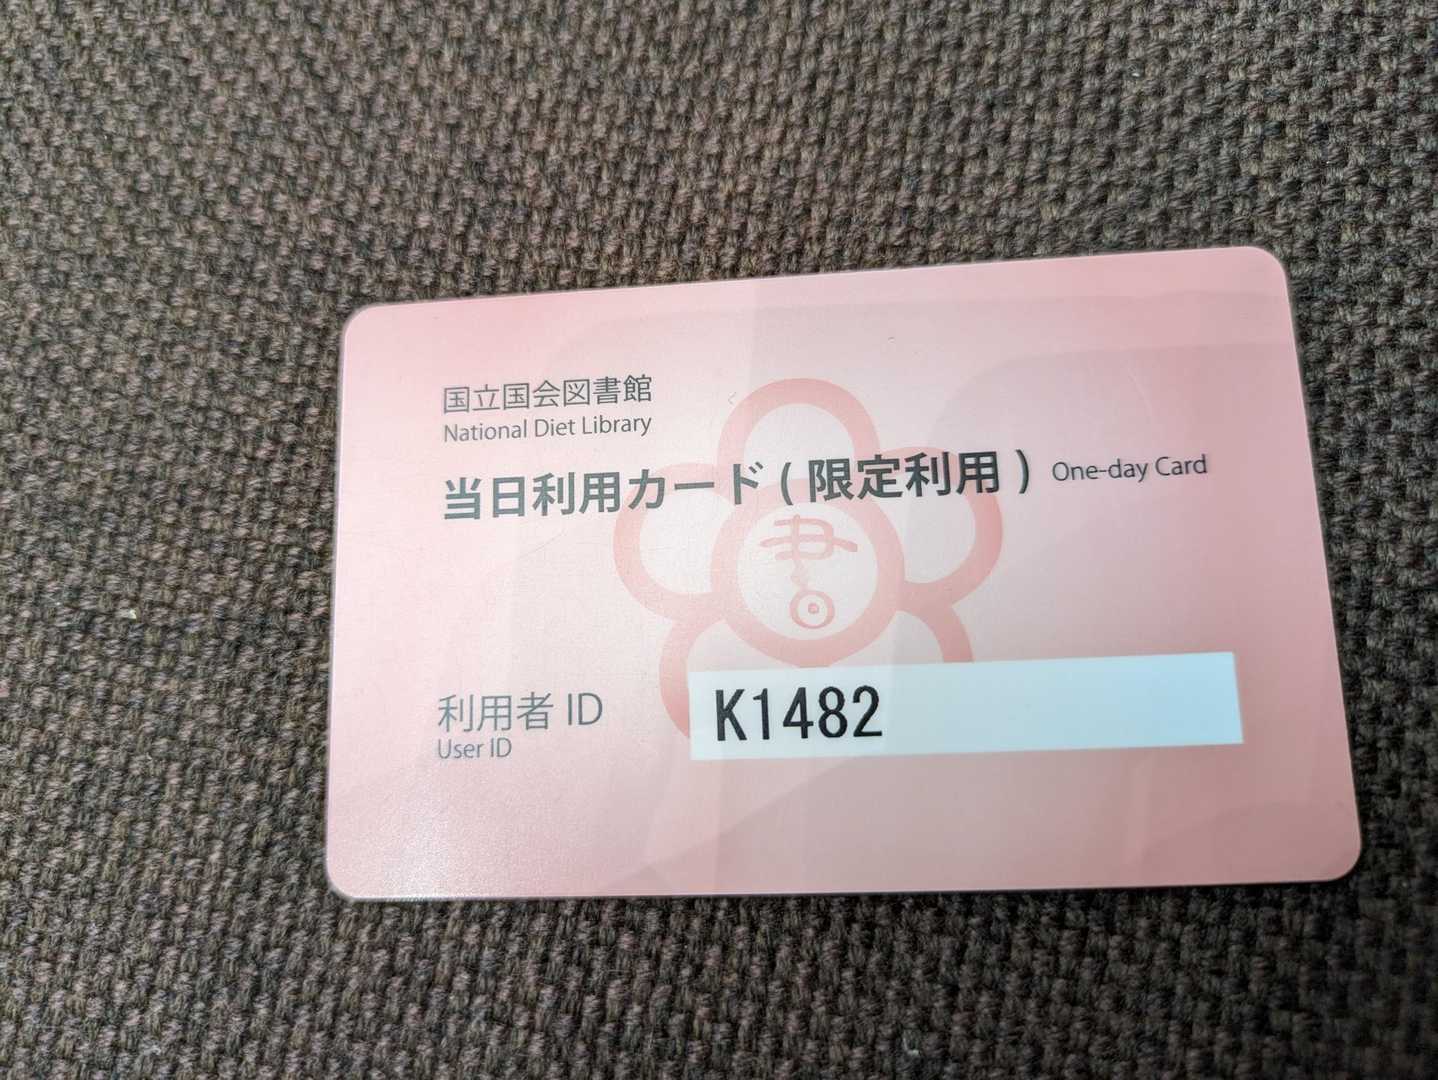 国立国会図書館
National Diet Library
当日利用カード(限定利用) One-day Card
利用者 ID K1482
User ID